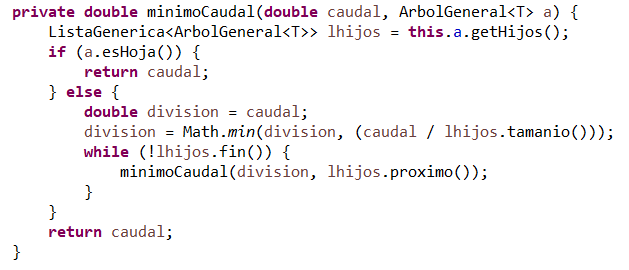 private double minimoCaudal(double caudal, ArbolGeneral<T> a) {
    ListaGenerica<ArbolGeneral<T>> lhijos = this.a.getHijos();
    if (a.esHoja()) {
        return caudal;
    } else {
        double division = caudal;
        division = Math.min(division, (caudal / lhijos.tamanio()));
        while (!lhijos.fin()) {
            minimoCaudal(division, lhijos.proximo());
        }
    }
    return caudal;
}